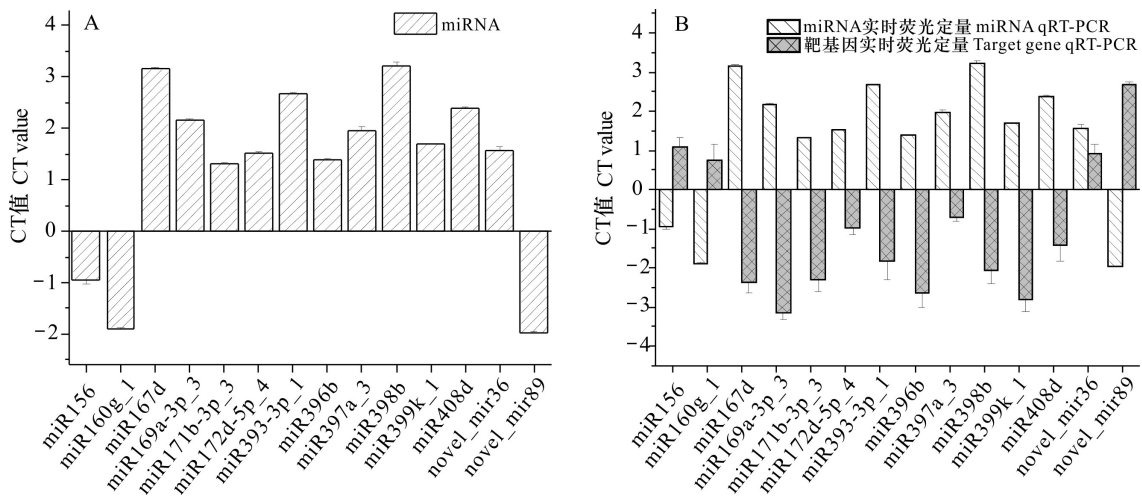 A
miRNA
CT值 CT value
4
3
2
1
0
−1
−2
miR156
miR160g_1
miR167d
miR169a-3p_3
miR171b-3p_3
miR172d-5p_4
miR393-3p_1
miR396b
miR397a_3
miR398b
miR399k_1
miR408d
novel_mir36
novel_mir89
B
miRNA实时荧光定量 miRNA qRT-PCR
靶基因实时荧光定量 Target gene qRT-PCR
CT值 CT value
4
3
2
1
0
−1
−2
−3
−4
miR156
miR160g_1
miR167d
miR169a-3p_3
miR171b-3p_3
miR172d-5p_4
miR393-3p_1
miR396b
miR397a_3
miR398b
miR399k_1
miR408d
novel_mir36
novel_mir89